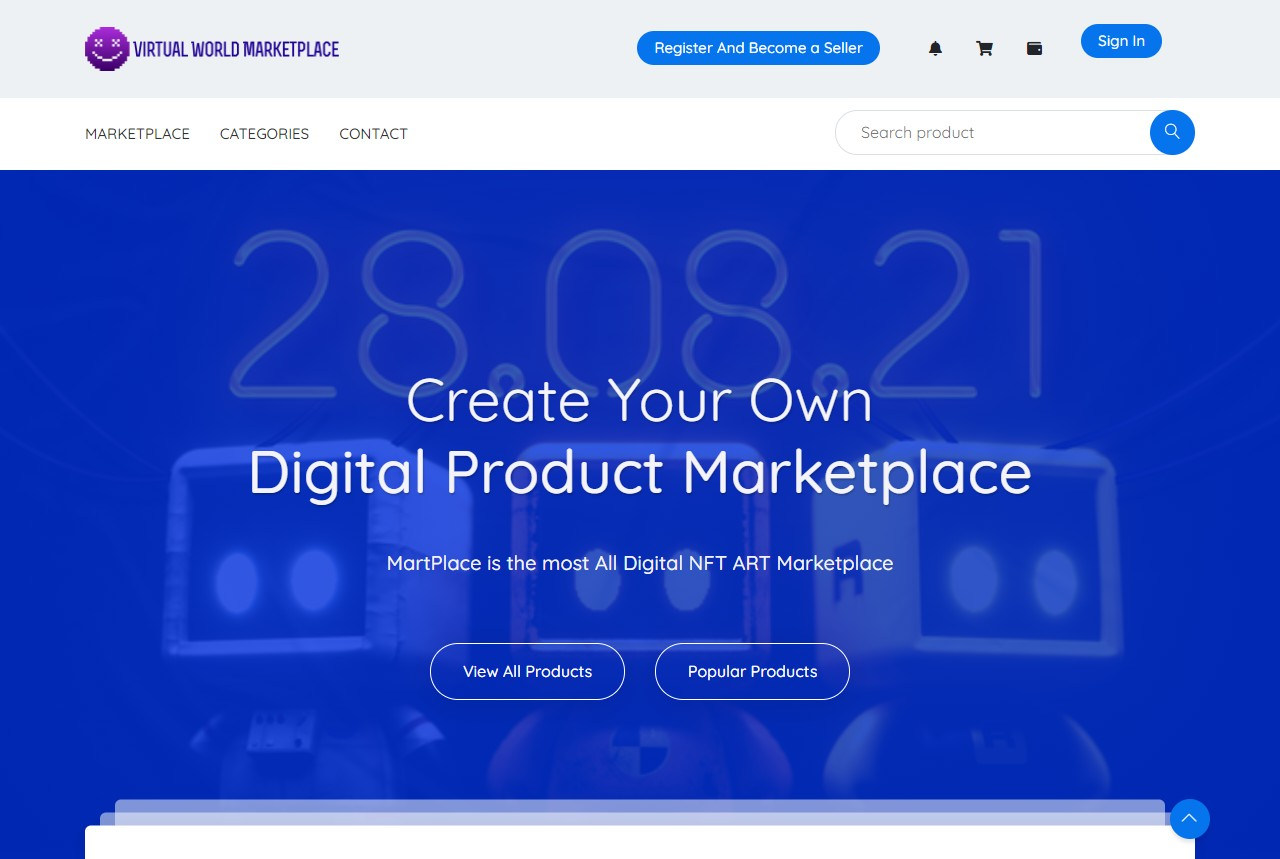 VIRTUAL WORLD MARKETPLACE
Register And Become a Seller
Sign In
MARKETPLACE
CATEGORIES
CONTACT
Search product
28.08.21
Create Your Own
Digital Product Marketplace
MartPlace is the most All Digital NFT ART Marketplace
View All Products
Popular Products